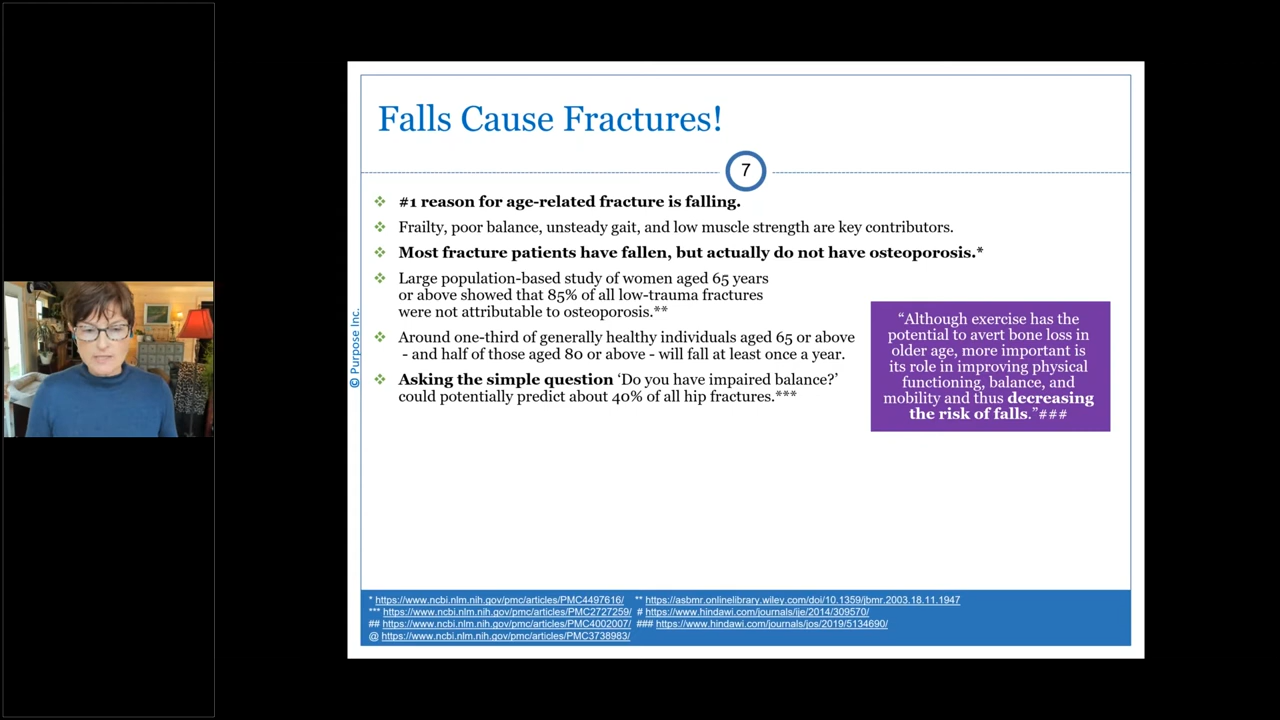 Falls Cause Fractures!
7
#1 reason for age-related fracture is falling.
Frailty, poor balance, unsteady gait, and low muscle strength are key contributors.
Most fracture patients have fallen, but actually do not have osteoporosis.*
Large population-based study of women aged 65 years
or above showed that 85% of all low-trauma fractures
were not attributable to osteoporosis.**
Around one-third of generally healthy individuals aged 65 or above
- and half of those aged 80 or above - will fall at least once a year.
Asking the simple question ‘Do you have impaired balance?’
could potentially predict about 40% of all hip fractures.***
“Although exercise has the
potential to avert bone loss in
older age, more important is
its role in improving physical
functioning, balance, and
mobility and thus decreasing
the risk of falls.”###
© Purpose Inc.
* https://www.ncbi.nlm.nih.gov/pmc/articles/PMC4497616/ ** https://asbmr.onlinelibrary.wiley.com/doi/10.1359/jbmr.2003.18.11.1947
*** https://www.ncbi.nlm.nih.gov/pmc/articles/PMC2727259/ # https://www.hindawi.com/journals/ije/2014/309570/
## https://www.ncbi.nlm.nih.gov/pmc/articles/PMC4002007/ ### https://www.hindawi.com/journals/jos/2019/5134690/
@ https://www.ncbi.nlm.nih.gov/pmc/articles/PMC3738983/